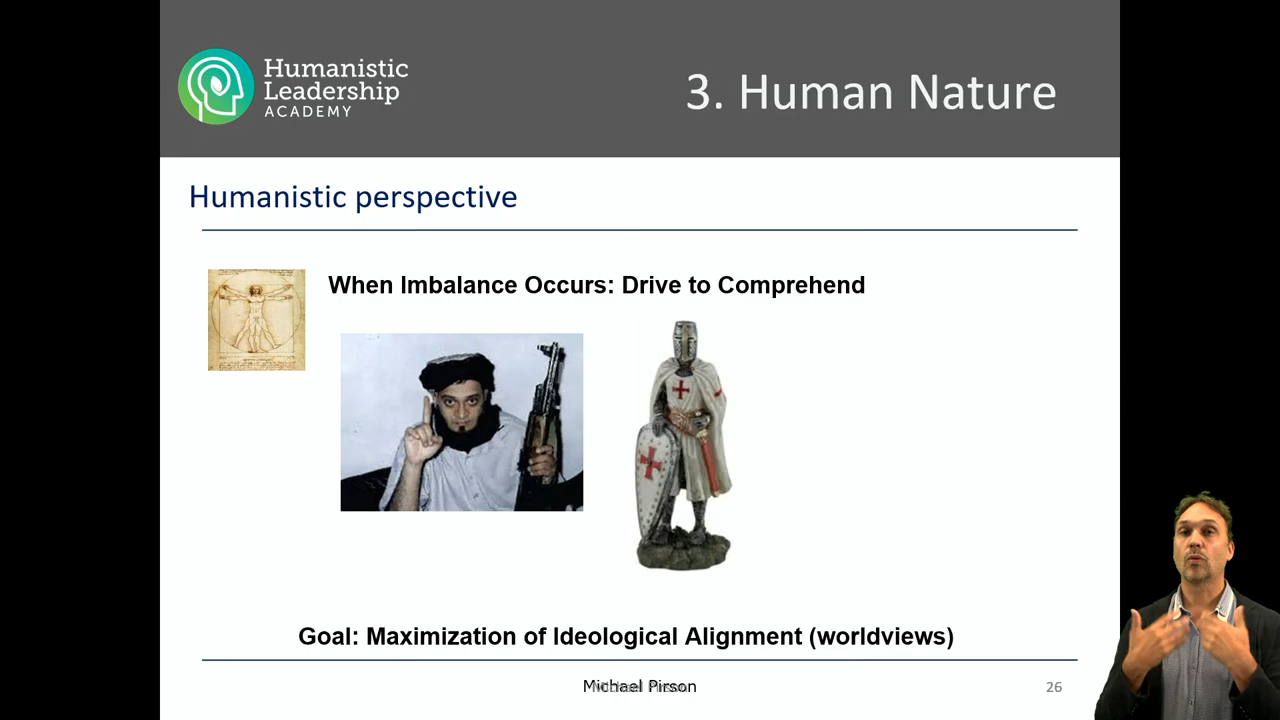 Humanistic
Leadership
ACADEMY
3. Human Nature
Humanistic perspective
When Imbalance Occurs: Drive to Comprehend
Goal: Maximization of Ideological Alignment (worldviews)
Michael Pirson
26